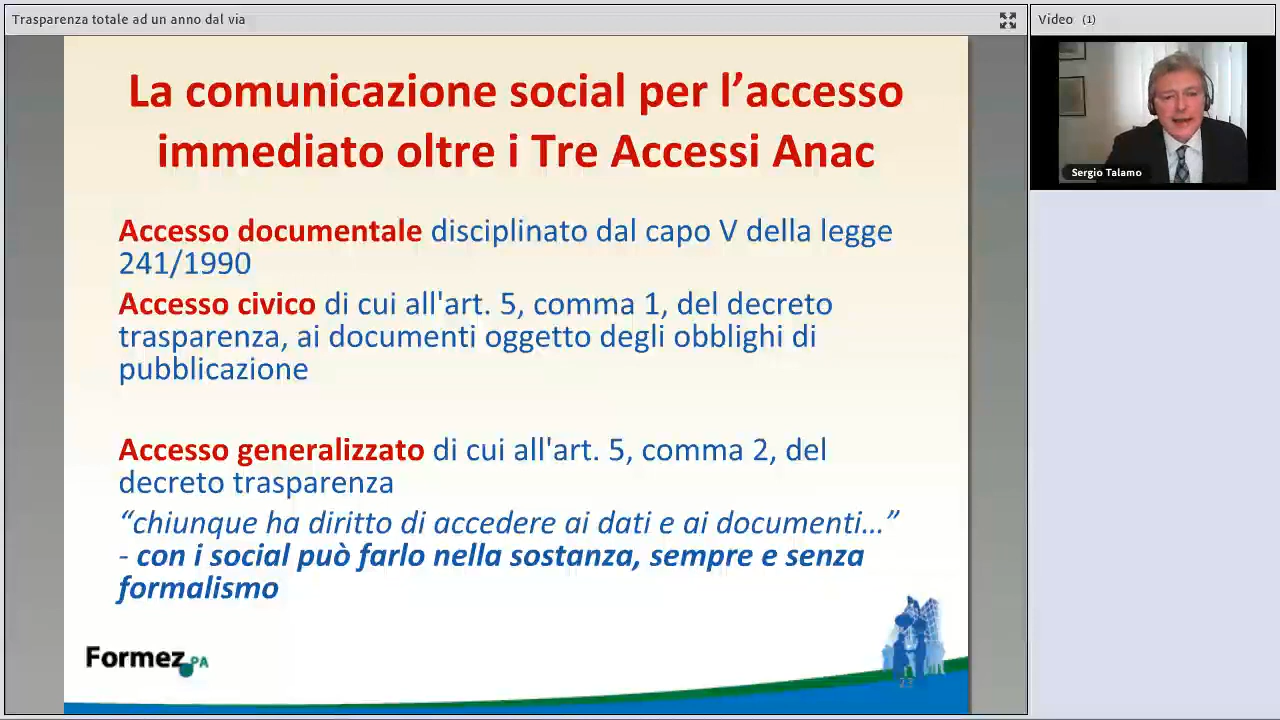 Trasparenza totale ad un anno dal via
Video (1)
Sergio Talamo
La comunicazione social per l’accesso
immediato oltre i Tre Accessi Anac
Accesso documentale disciplinato dal capo V della legge
241/1990
Accesso civico di cui all'art. 5, comma 1, del decreto
trasparenza, ai documenti oggetto degli obblighi di
pubblicazione
Accesso generalizzato di cui all'art. 5, comma 2, del
decreto trasparenza
“chiunque ha diritto di accedere ai dati e ai documenti…”
- con i social può farlo nella sostanza, sempre e senza
formalismo
Formez PA